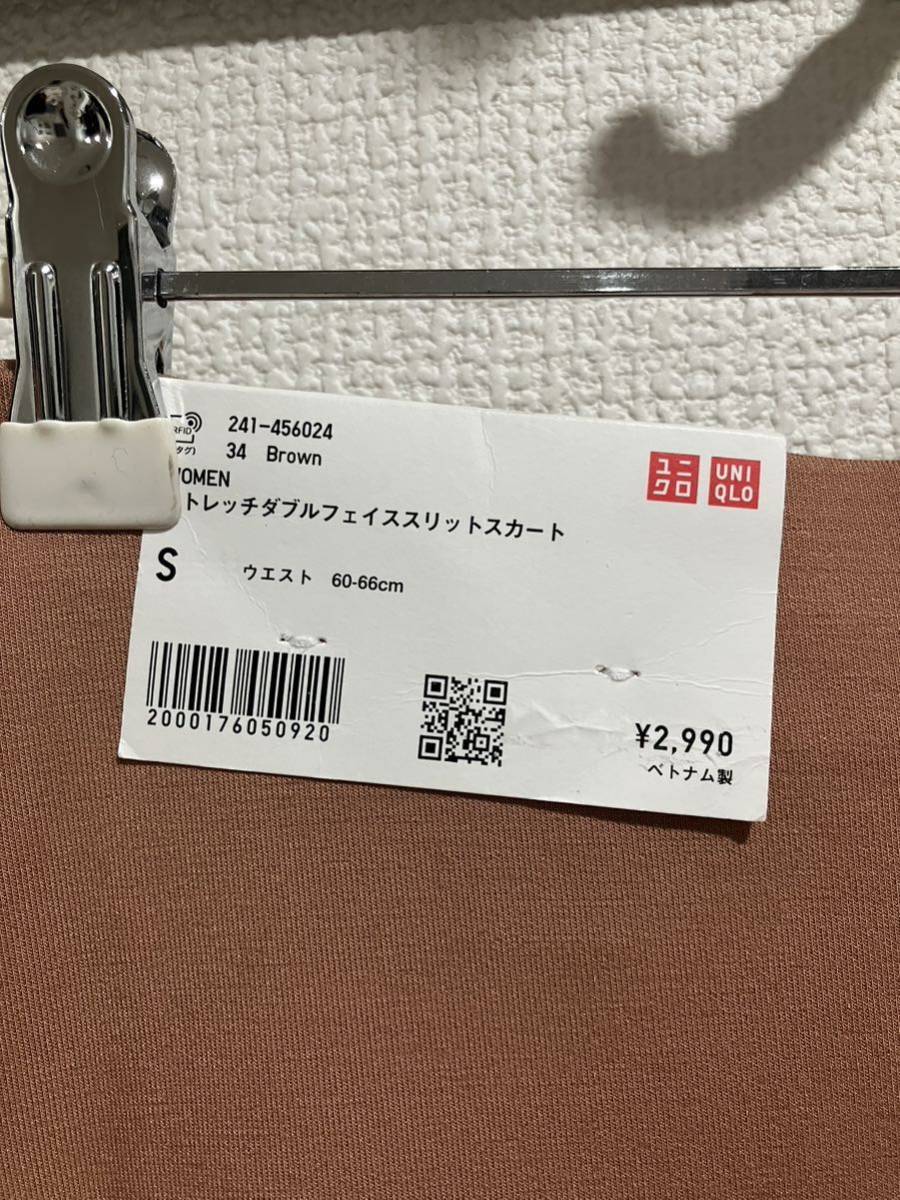 RFID
241-456024
タグ)
34 Brown
WOMEN
トレッチダブルフェイススリットスカート
S ウエスト 60-66cm
ユニ
クロ
UNI
QLO
2000176050920
¥2,990
ベトナム製